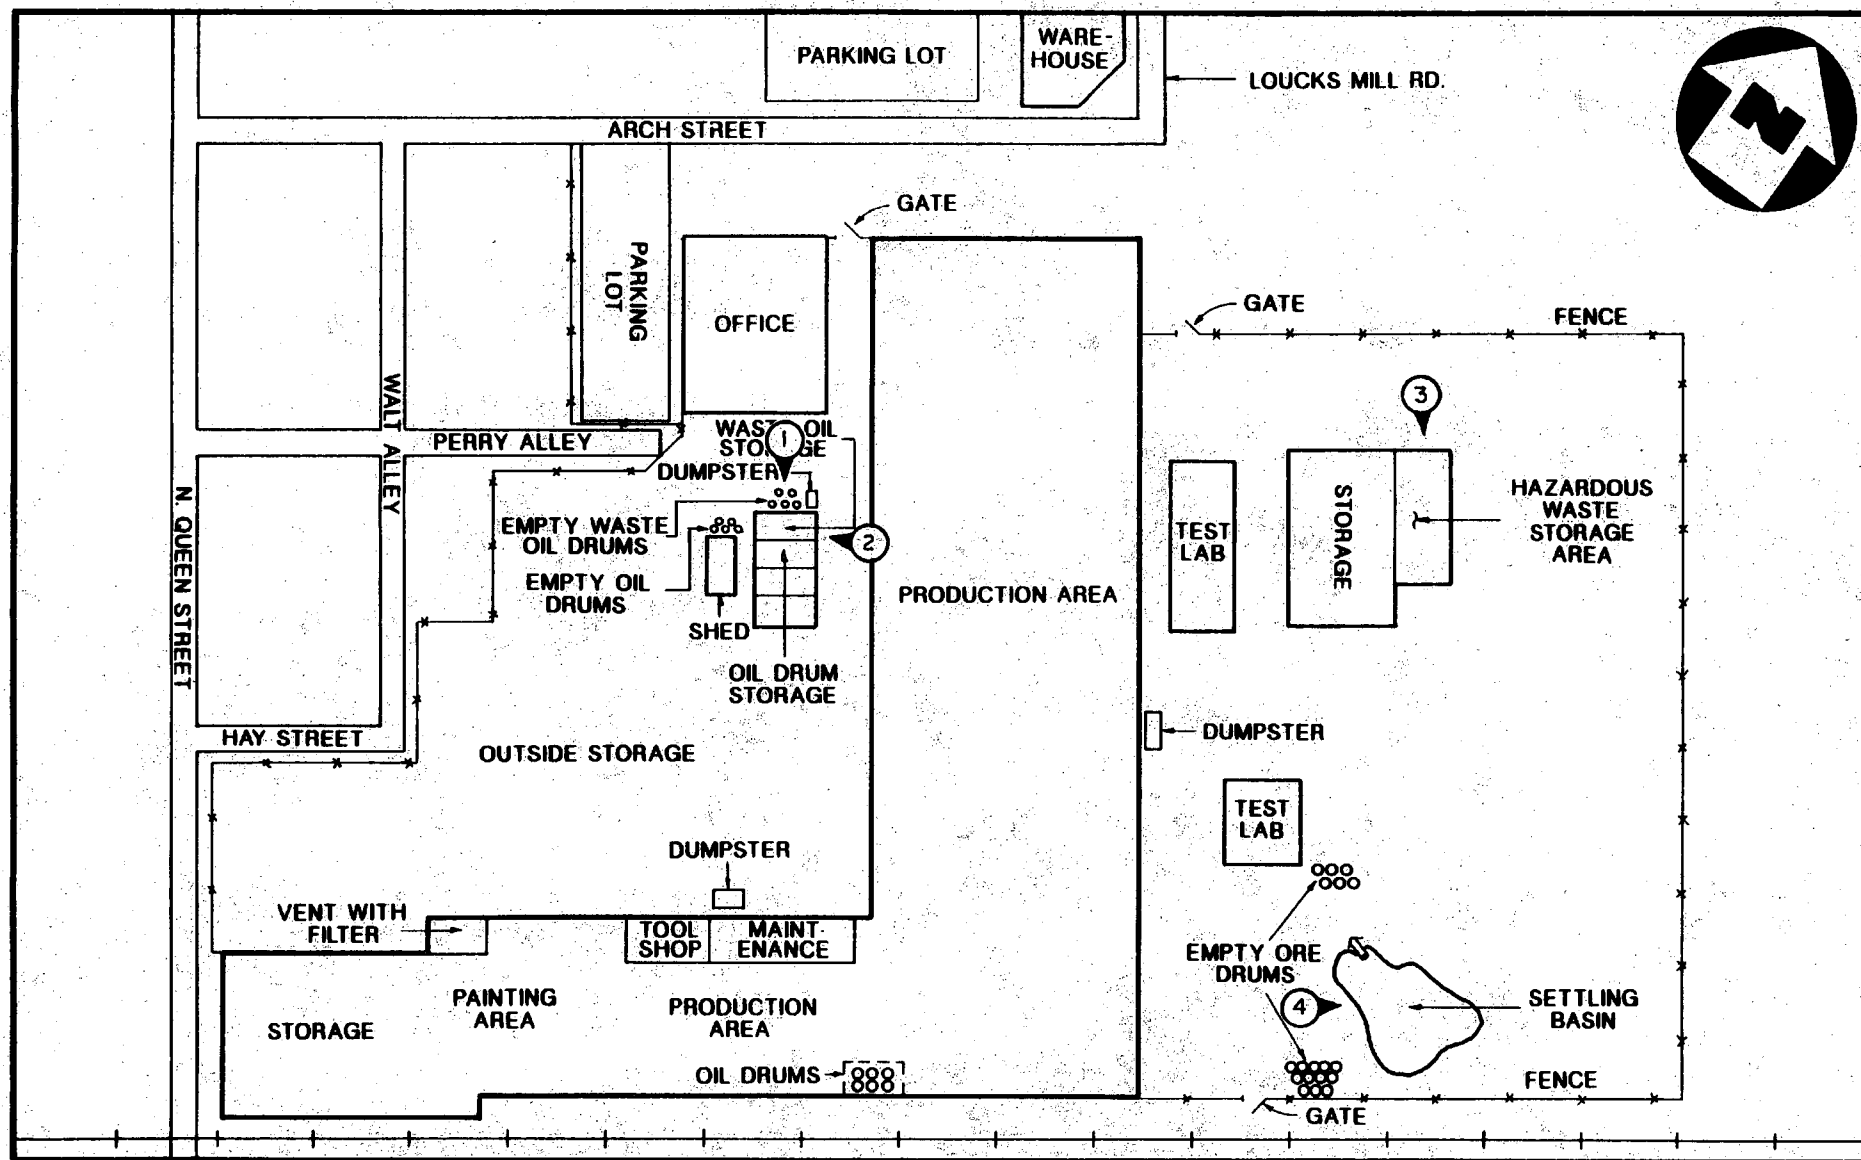 PARKING LOT
WARE-
HOUSE
LOUCKS MILL RD.
N
ARCH STREET
GATE
PARKING
LOT
OFFICE
GATE
FENCE
WALT ALLEY
3
PERRY ALLEY
WASTE OIL
STORAGE
1
DUMPSTER
N. QUEEN STREET
EMPTY WASTE
OIL DRUMS
2
TEST
LAB
STORAGE
HAZARDOUS
WASTE
STORAGE
AREA
EMPTY OIL
DRUMS
SHED
PRODUCTION AREA
OIL DRUM
STORAGE
HAY STREET
OUTSIDE STORAGE
DUMPSTER
TEST
LAB
DUMPSTER
VENT WITH
FILTER
TOOL
SHOP
MAINT-
ENANCE
EMPTY ORE
DRUMS
PAINTING
AREA
PRODUCTION
AREA
4
SETTLING
BASIN
STORAGE
OIL DRUMS
FENCE
GATE